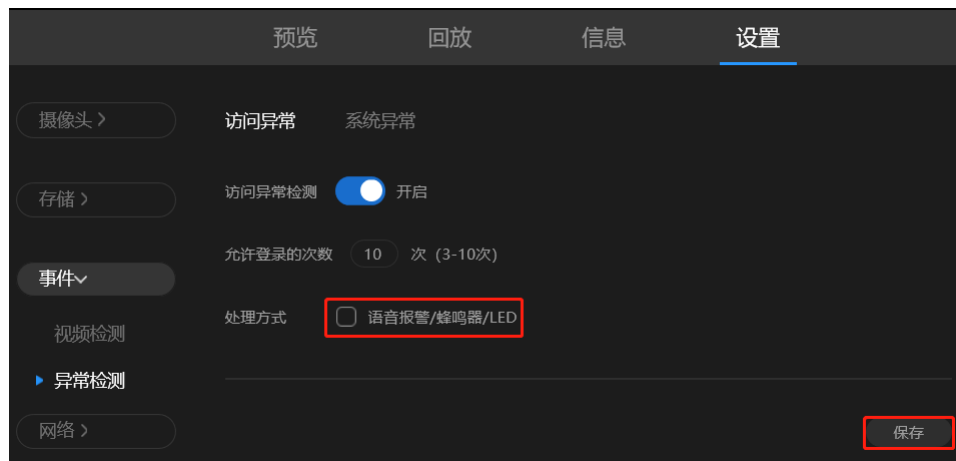 预览 回放 信息 设置
摄像头 >
访问异常 系统异常
存储 >
访问异常检测 开启
允许登录的次数 10 次 (3-10次)
事件
处理方式 语音报警/蜂鸣器/LED
视频检测
异常检测
网络 >
保存